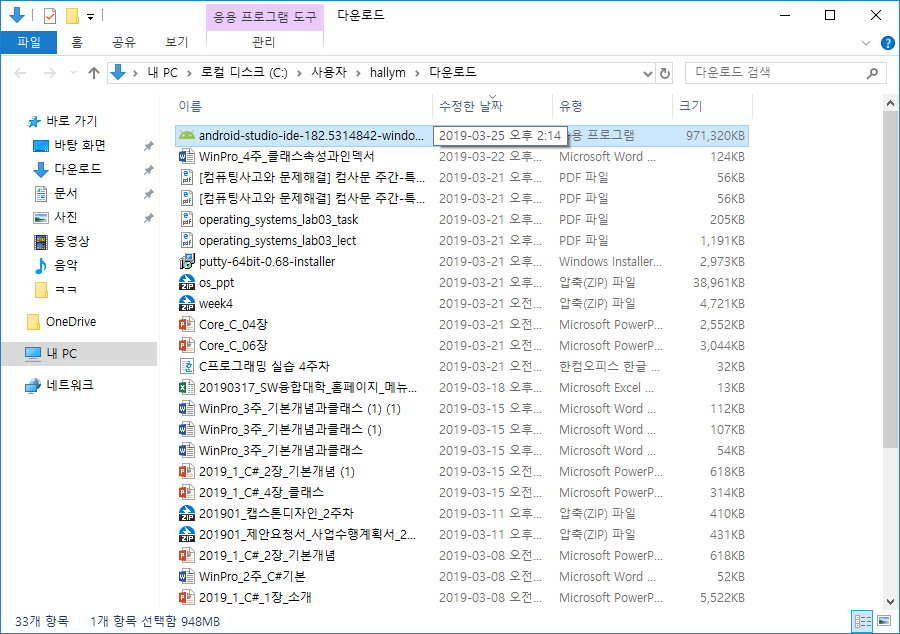 응용 프로그램 도구 다운로드
파일 홈 공유 보기 관리
내 PC 로컬 디스크 (C:) 사용자 hallym 다운로드 다운로드 검색
바로 가기
바탕 화면
다운로드
문서
사진
동영상
음악
ㅋㅋ
OneDrive
내 PC
네트워크
이름 수정한 날짜 유형 크기
android-studio-ide-182.5314842-windo... 2019-03-25 오후 2:14 응용 프로그램 971,320KB
WinPro_4주_클래스속성과인덱서 2019-03-22 오후... Microsoft Word ... 124KB
[컴퓨팅사고와 문제해결] 컴사문 주간-특... 2019-03-21 오후... PDF 파일 56KB
[컴퓨팅사고와 문제해결] 컴사문 주간-특... 2019-03-21 오후... PDF 파일 56KB
operating_systems_lab03_task 2019-03-21 오후... PDF 파일 205KB
operating_systems_lab03_lect 2019-03-21 오후... PDF 파일 1,191KB
putty-64bit-0.68-installer 2019-03-21 오후... Windows Installer... 2,973KB
os_ppt 2019-03-21 오후... 압축(ZIP) 파일 38,961KB
week4 2019-03-21 오전... 압축(ZIP) 파일 4,721KB
Core_C_04장 2019-03-21 오전... Microsoft PowerP... 2,552KB
Core_C_06장 2019-03-21 오전... Microsoft PowerP... 3,044KB
C프로그래밍 실습 4주차 2019-03-21 오전... 한컴오피스 한글 ... 32KB
20190317_SW융합대학_홈페이지_메뉴... 2019-03-18 오후... Microsoft Excel ... 13KB
WinPro_3주_기본개념과클래스 (1) (1) 2019-03-15 오후... Microsoft Word ... 112KB
WinPro_3주_기본개념과클래스 (1) 2019-03-15 오후... Microsoft Word ... 107KB
WinPro_3주_기본개념과클래스 2019-03-15 오후... Microsoft Word ... 54KB
2019_1_C#_2장_기본개념 (1) 2019-03-15 오전... Microsoft PowerP... 618KB
2019_1_C#_4장_클래스 2019-03-15 오전... Microsoft PowerP... 314KB
201901_캡스톤디자인_2주차 2019-03-11 오후... 압축(ZIP) 파일 410KB
201901_제안요청서_사업수행계획서_2... 2019-03-11 오후... 압축(ZIP) 파일 431KB
2019_1_C#_2장_기본개념 2019-03-08 오전... Microsoft PowerP... 618KB
WinPro_2주_C#기본 2019-03-08 오전... Microsoft Word ... 52KB
2019_1_C#_1장_소개 2019-03-08 오전... Microsoft PowerP... 5,522KB
33개 항목 1개 항목 선택함 948MB